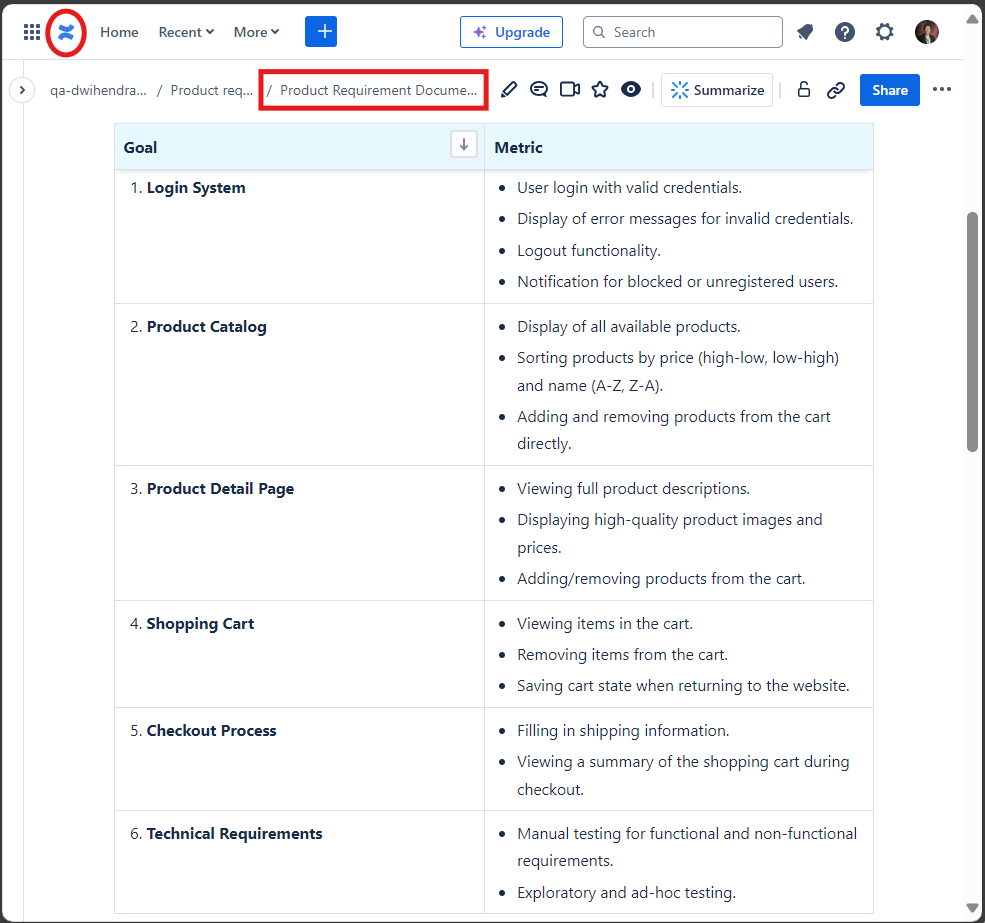 Home Recent More + Upgrade Search
qa-dwihendra... / Product req... / Product Requirement Docume... Summarize Share
Goal Metric
1. Login System
• User login with valid credentials.
• Display of error messages for invalid credentials.
• Logout functionality.
• Notification for blocked or unregistered users.
2. Product Catalog
• Display of all available products.
• Sorting products by price (high-low, low-high)
and name (A-Z, Z-A).
• Adding and removing products from the cart
directly.
3. Product Detail Page
• Viewing full product descriptions.
• Displaying high-quality product images and
prices.
• Adding/removing products from the cart.
4. Shopping Cart
• Viewing items in the cart.
• Removing items from the cart.
• Saving cart state when returning to the website.
5. Checkout Process
• Filling in shipping information.
• Viewing a summary of the shopping cart during
checkout.
6. Technical Requirements
• Manual testing for functional and non-functional
requirements.
• Exploratory and ad-hoc testing.